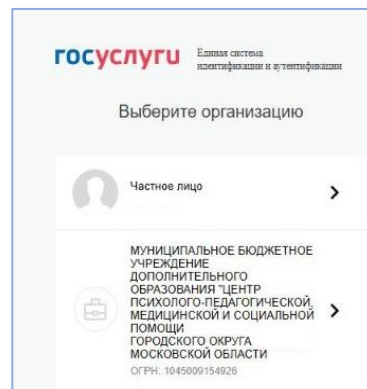 госуслуги
Единая система
идентификации и аутентификации
Выберите организацию
Частное лицо
МУНИЦИПАЛЬНОЕ БЮДЖЕТНОЕ
УЧРЕЖДЕНИЕ
ДОПОЛНИТЕЛЬНОГО
ОБРАЗОВАНИЯ "ЦЕНТР
ПСИХОЛОГО-ПЕДАГОГИЧЕСКОЙ,
МЕДИЦИНСКОЙ И СОЦИАЛЬНОЙ
ПОМОЩИ
ГОРОДСКОГО ОКРУГА
МОСКОВСКОЙ ОБЛАСТИ
ОГРН: 1045009154926